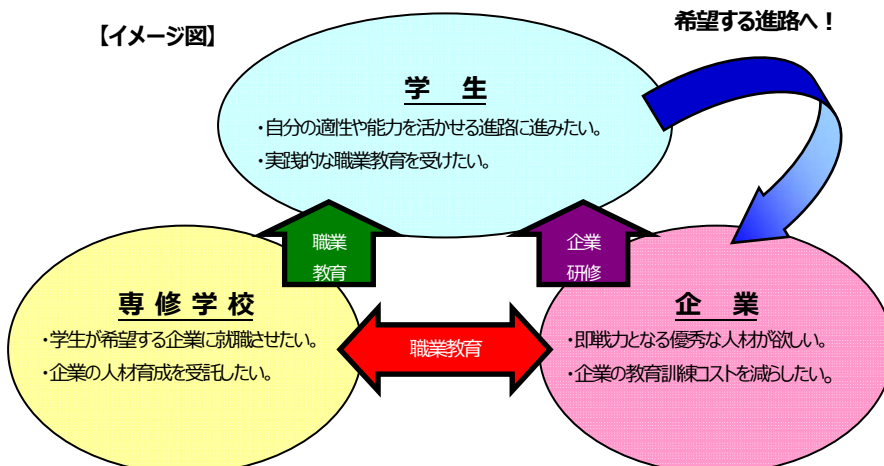 【イメージ図】
希望する進路へ！
学　生
・自分の適性や能力を活かせる進路に進みたい。
・実践的な職業教育を受けたい。
職業
教育
企業
研修
専修学校
・学生が希望する企業に就職させたい。
・企業の人材育成を受託したい。
職業教育
企　業
・即戦力となる優秀な人材が欲しい。
・企業の教育訓練コストを減らしたい。